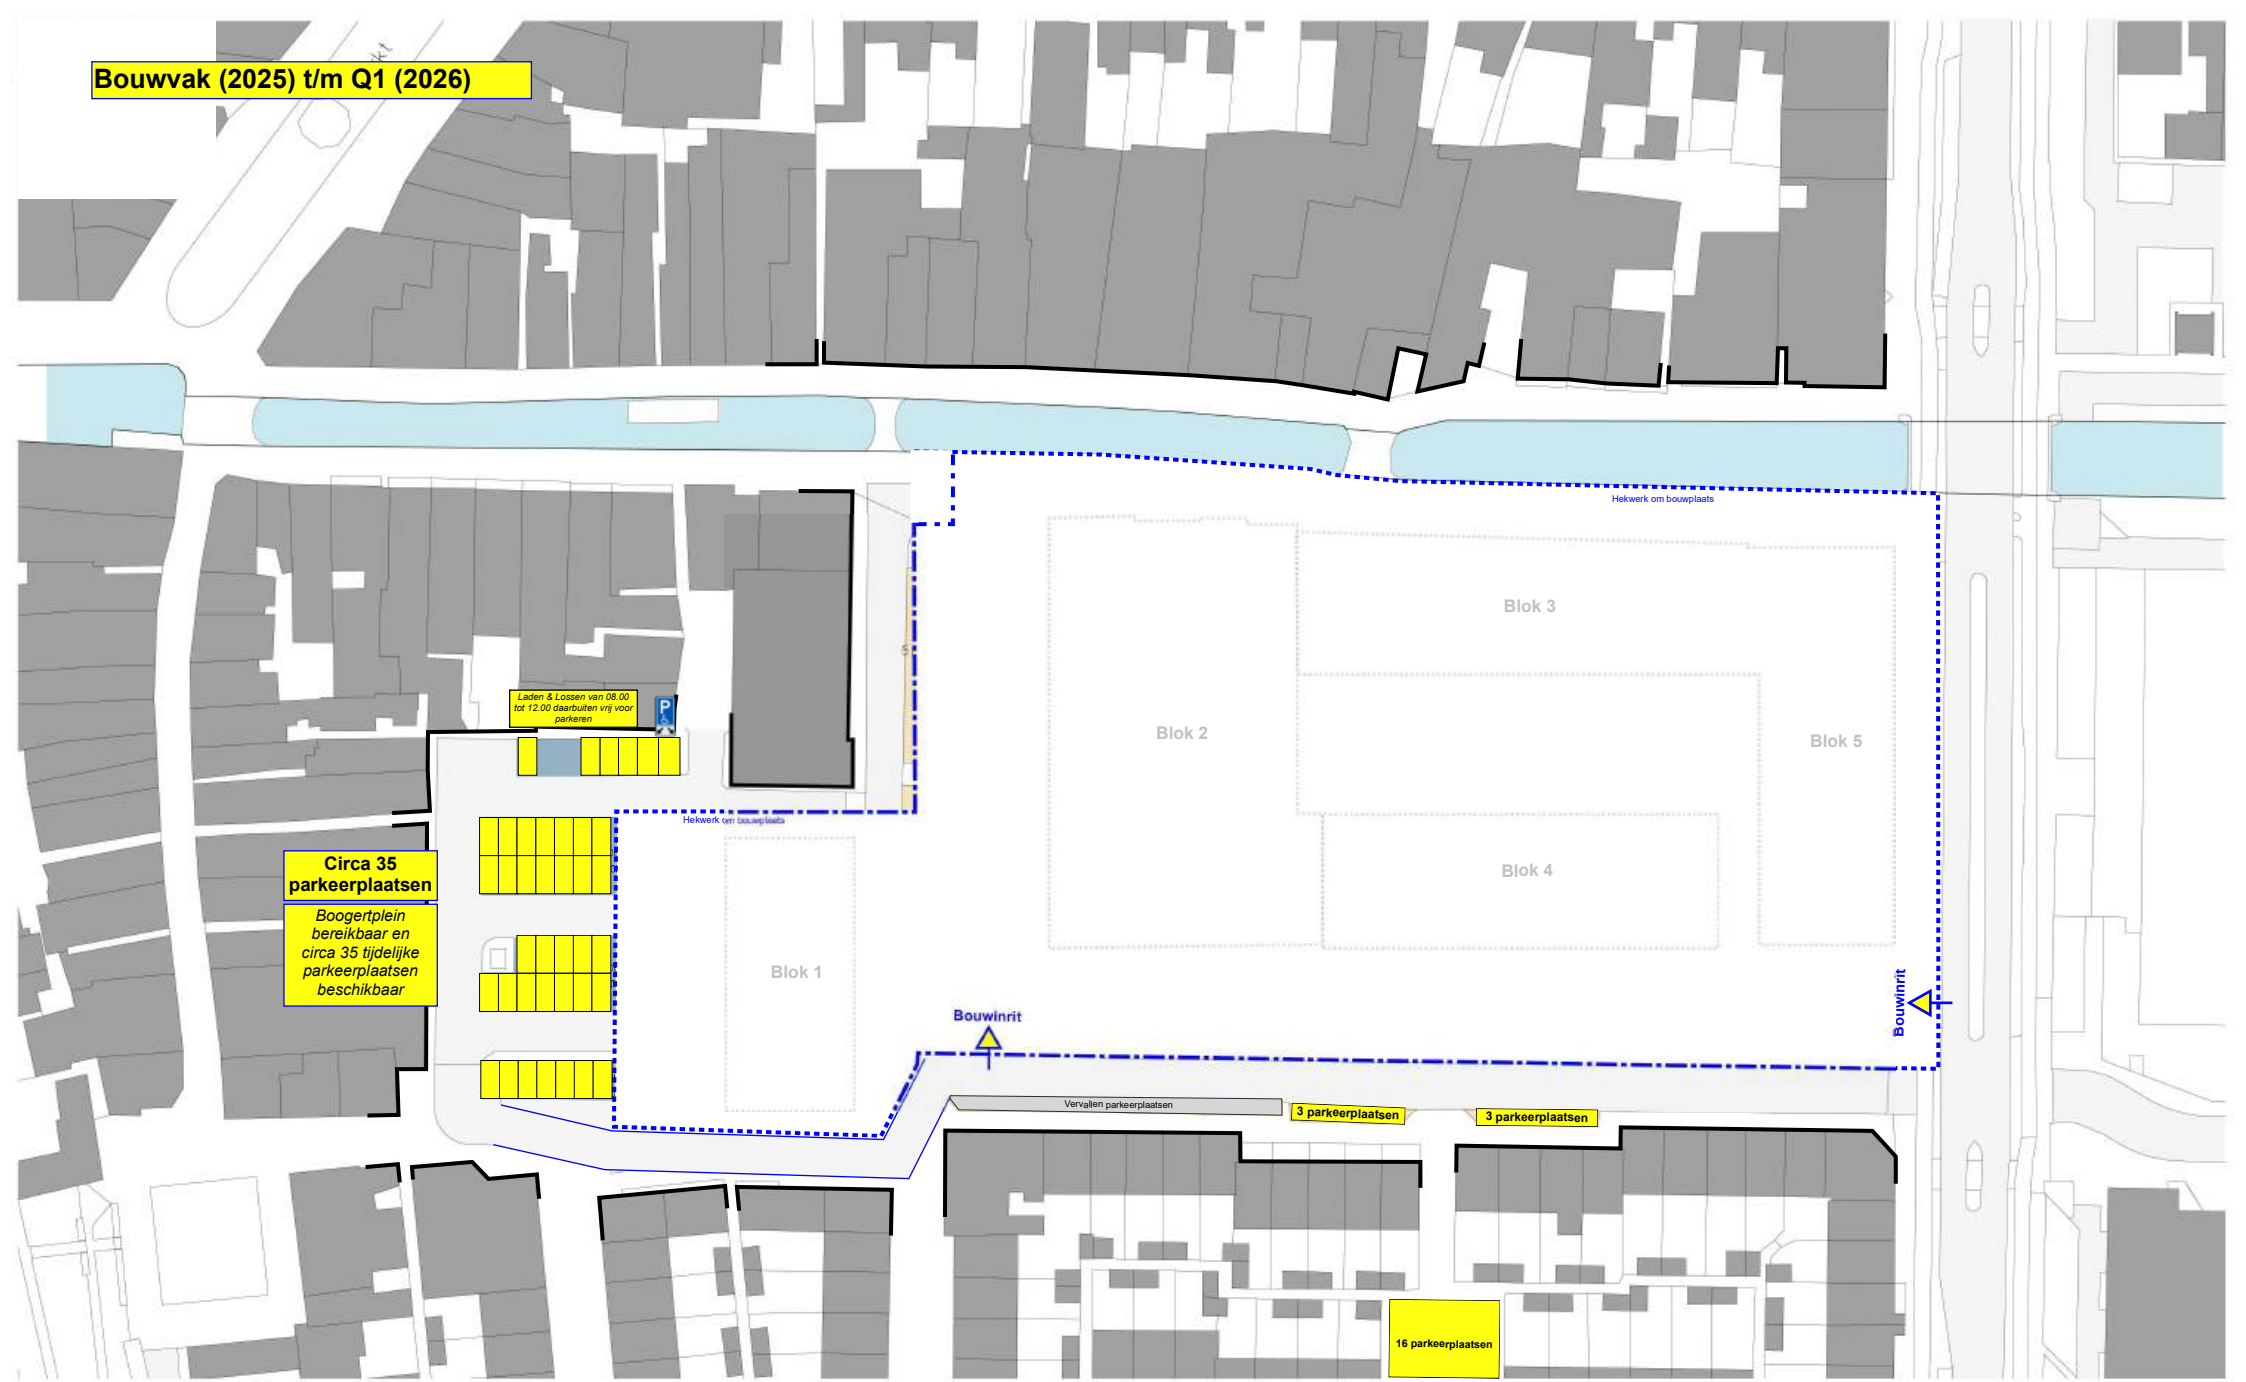 Bouwvak (2025) t/m Q1 (2026)
kt
Hekwerk om bouwplaats
Blok 3
Blok 2
Blok 5
5
Laden & Lossen van 08.00
tot 12.00 daarbuiten vrij voor
parkeren
P
Hekwerk om bouwplaats
Circa 35
parkeerplaatsen
Boogertplein
bereikbaar en
circa 35 tijdelijke
parkeerplaatsen
beschikbaar
Blok 4
Blok 1
Bouwinrit
Bouwinrit
Vervallen parkeerplaatsen
3 parkeerplaatsen
3 parkeerplaatsen
16 parkeerplaatsen